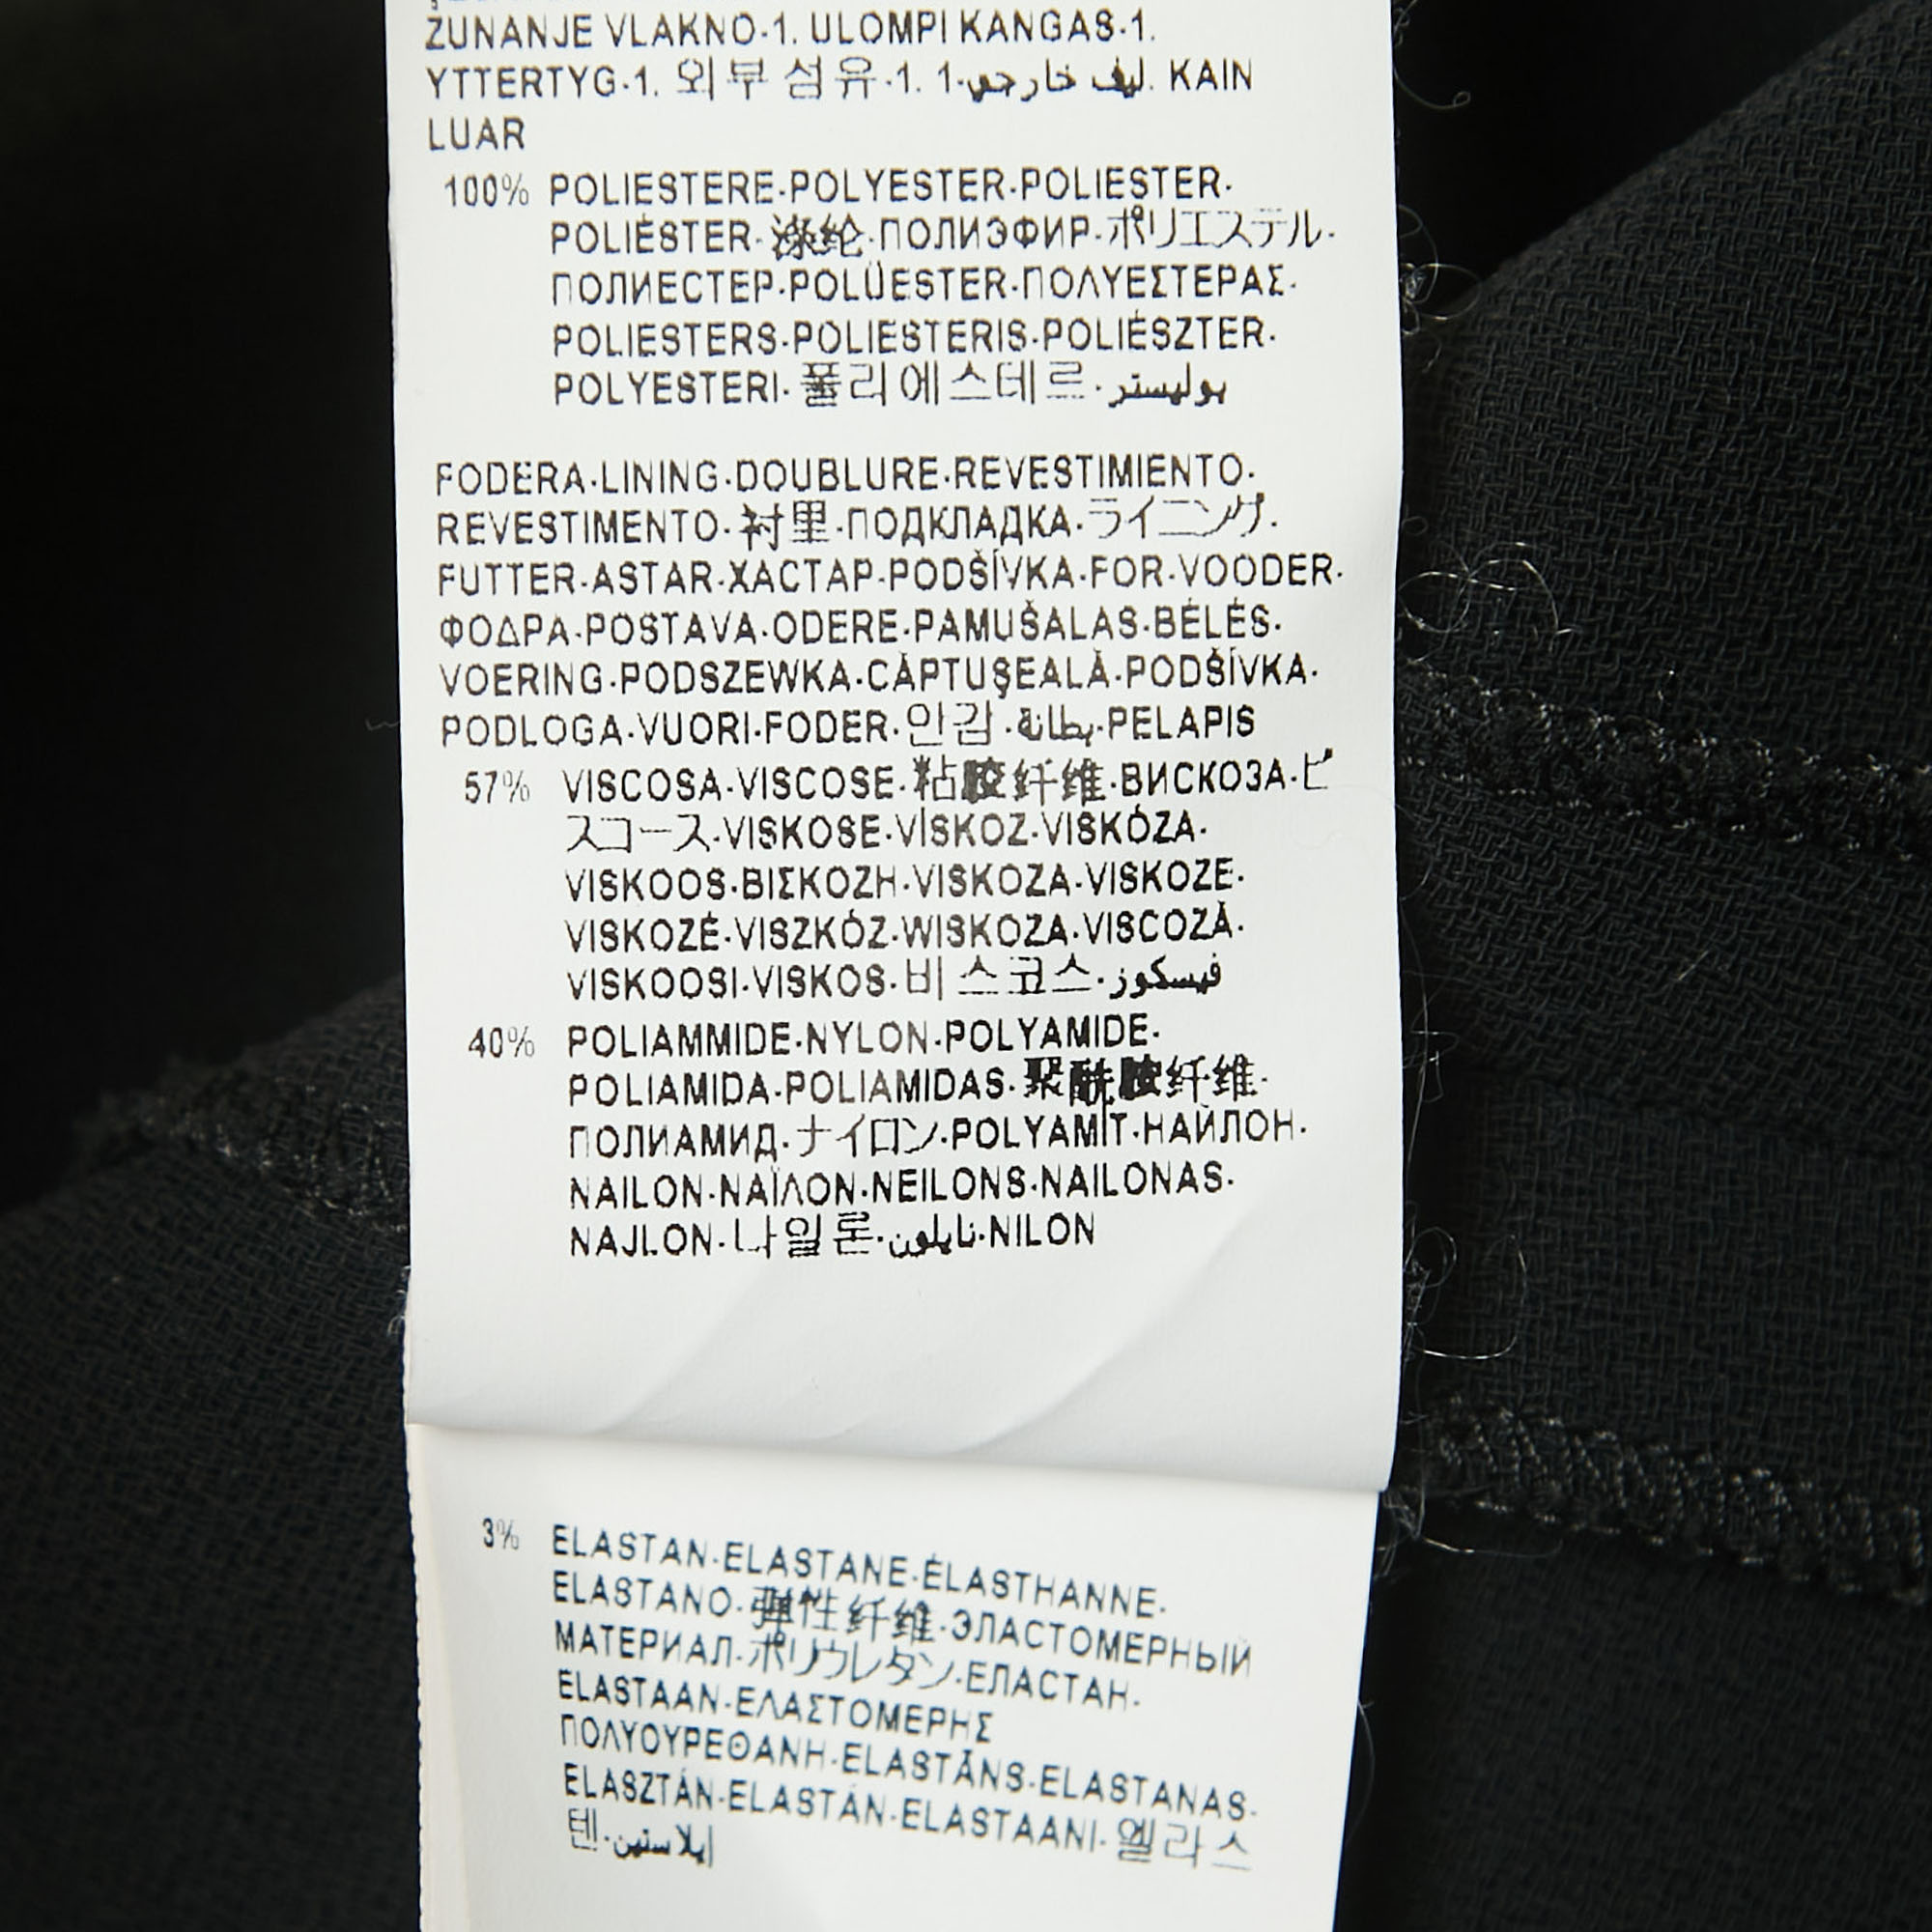 ZUNANJE VLAKNO·1. ULOMPI KANGAS·1.
YTTERTYG·1. 외부 섬유·1. 1·ليف خارجي. KAIN
LUAR
100% POLIESTERE·POLYESTER·POLIESTER·
POLIÉSTER·涤纶·ПОЛИЭФИР·ポリエステル·
ПОЛИЕСТЕР·POLÜESTER·ΠΟΛΥΕΣΤΕΡΑΣ·
POLIESTERS·POLIESTERIS·POLIÉSZTER·
POLYESTERI·폴리에스테르·بوليستر
FODERA·LINING·DOUBLURE·REVESTIMIENTO·
REVESTIMENTO·衬里·ПОДКЛАДКА·ライニング·
FUTTER·ASTAR·ХАСТАР·PODŠÍVKA·FOR·VOODER·
ΦΟΔΡΑ·POSTAVA·ODERE·PAMUŠALAS·BÉLÉS·
VOERING·PODSZEWKA·CĂPTUŞEALĂ·PODŠÍVKA·
PODLOGA·VUORI·FODER·안감·بطانة·PELAPIS
57% VISCOSA·VISCOSE·粘胶纤维·ВИСКОЗА·ビ
スコース·VISKOSE·VİSKOZ·VISKÓZA·
VISKOOS·ΒΙΣΚΟΖΗ·VISKOZA·VISKOZE·
VISKOZĖ·VISZKÓZ·WISKOZA·VISCOZĂ·
VISKOOSI·VISKOS·비스코스·فيسكوز
40% POLIAMMIDE·NYLON·POLYAMIDE·
POLIAMIDA·POLIAMIDAS·聚酰胺纤维·
ПОЛИАМИД·ナイロン·POLYAMİT·НАЙЛОН·
NAILON·ΝΑΪΛΟΝ·NEILONS·NAILONAS·
NAJLON·나일론·نايلون·NILON
3% ELASTAN·ELASTANE·ÉLASTHANNE·
ELASTANO·弹性纤维·ЭЛАСТОМЕРНЫЙ
МАТЕРИАЛ·ポリウレタン·ЕЛАСТАН·
ELASTAAN·ΕΛΑΣΤΟΜΕΡΗΣ
ΠΟΛΥΟΥΡΕΘΑΝΗ·ELASTĀNS·ELASTANAS·
ELASZTÁN·ELASTÁN·ELASTAANI·엘라스
텐·إيلاستين